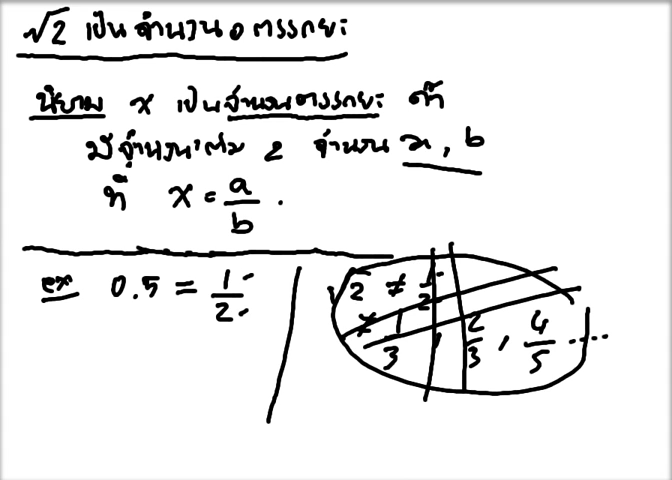 √2 เป็นจำนวนอตรรกยะ
นิยาม x เป็นจำนวนตรรกยะ ถ้า
มีจำนวนเต็ม 2 จำนวน a, b
ที่ x = a/b .
ex 0.5 = 1/2
√2 ≠ 1/2
≠ 1/3 , 2/3 , 4/5 .....